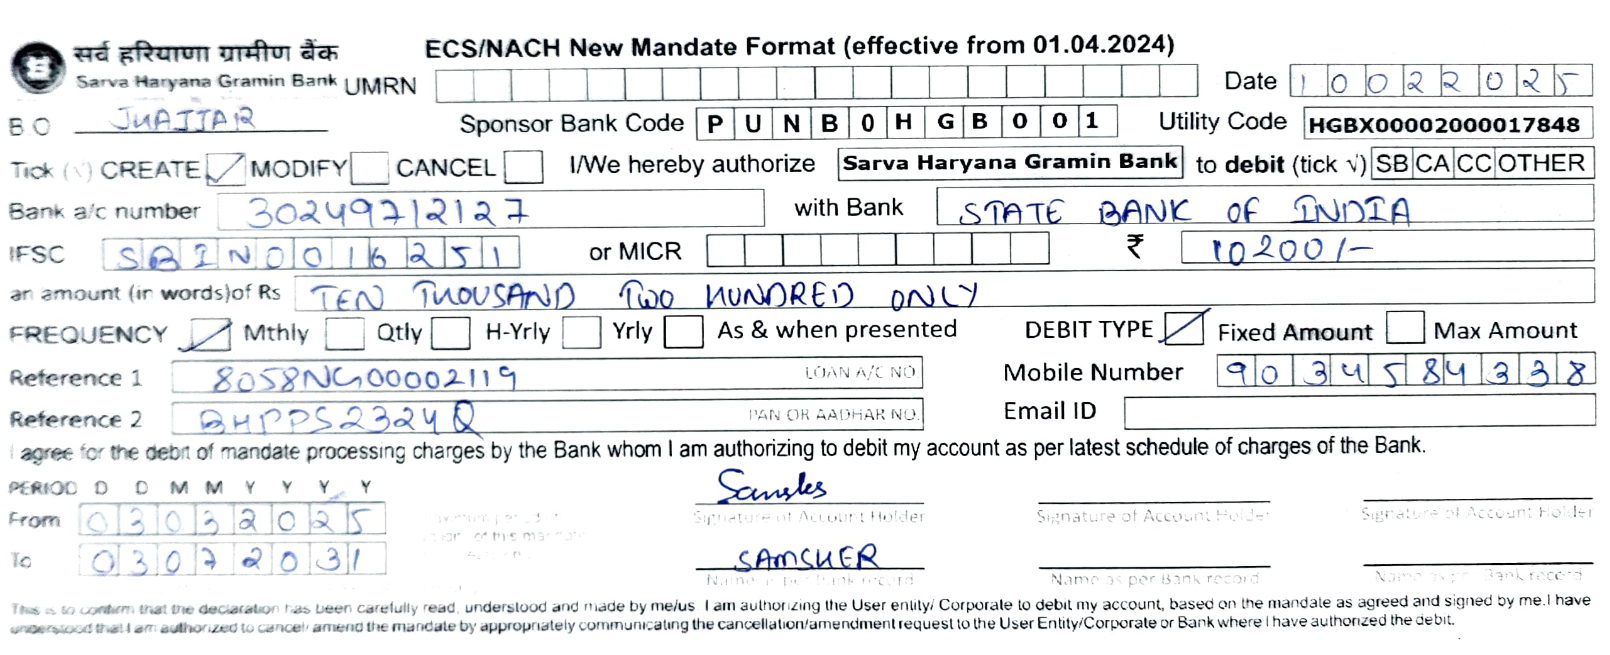 सर्व हरियाणा ग्रामीण बैंक ECS/NACH New Mandate Format (effective from 01.04.2024)
Sarva Haryana Gramin Bank UMRN Date 10022025
B O JHAJJAR Sponsor Bank Code PUNB0HGB001 Utility Code HGBX00002000017848
Tick (√) CREATE ✓ MODIFY CANCEL I/We hereby authorize Sarva Haryana Gramin Bank to debit (tick √) SB CA CC OTHER
Bank a/c number 30249712127 with Bank STATE BANK OF INDIA
IFSC SBIN0016251 or MICR ₹ 10200/-
an amount (in words)of Rs TEN THOUSAND TWO HUNDRED ONLY
FREQUENCY ✓ Mthly Qtly H-Yrly Yrly As & when presented DEBIT TYPE ✓ Fixed Amount Max Amount
Reference 1 8058NG00002119 LOAN A/C NO Mobile Number 9034584338
Reference 2 BHPPS2324Q PAN OR AADHAR NO. Email ID
I agree for the debit of mandate processing charges by the Bank whom I am authorizing to debit my account as per latest schedule of charges of the Bank.
PERIOD D D M M Y Y Y Y Samsher
From 03032025 Signature of Account Holder Signature of Account Holder Signature of Account Holder
To 03072031 SAMSHER
Name as per Bank record Name as per Bank record Name as per Bank record
This is to confirm that the declaration has been carefully read, understood and made by me/us I am authorizing the User entity/ Corporate to debit my account, based on the mandate as agreed and signed by me.I have
understood that I am authorized to cancel/ amend the mandate by appropriately communicating the cancellation/amendment request to the User Entity/Corporate or Bank where I have authorized the debit.